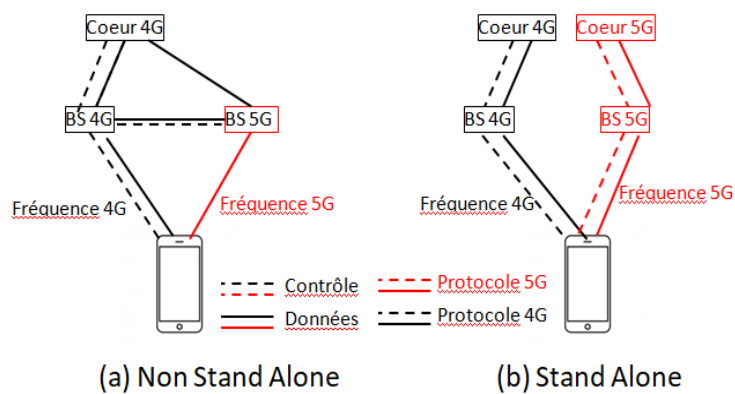 Coeur 4G
BS 4G
BS 5G
Fréquence 4G
Fréquence 5G
Coeur 4G
Coeur 5G
BS 4G
BS 5G
Fréquence 4G
Fréquence 5G
Contrôle
Protocole 5G
Données
Protocole 4G
(a) Non Stand Alone
(b) Stand Alone